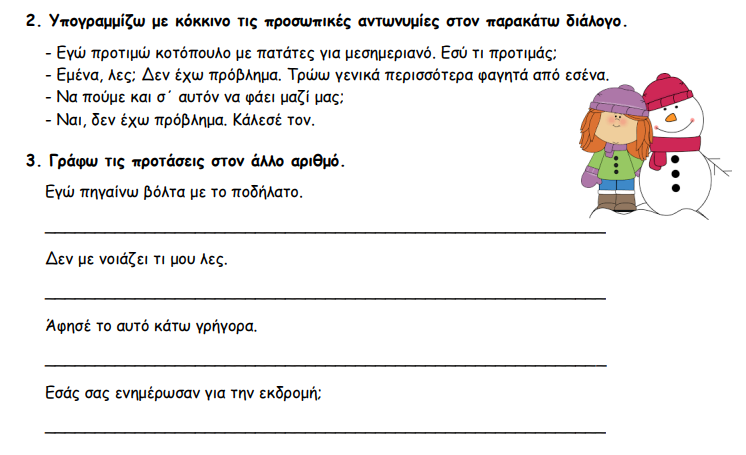 2. Υπογραμμίζω με κόκκινο τις προσωπικές αντωνυμίες στον παρακάτω διάλογο.
- Εγώ προτιμώ κοτόπουλο με πατάτες για μεσημεριανό. Εσύ τι προτιμάς;
- Εμένα, λες; Δεν έχω πρόβλημα. Τρώω γενικά περισσότερα φαγητά από εσένα.
- Να πούμε και σ΄ αυτόν να φάει μαζί μας;
- Ναι, δεν έχω πρόβλημα. Κάλεσέ τον.
3. Γράφω τις προτάσεις στον άλλο αριθμό.
Εγώ πηγαίνω βόλτα με το ποδήλατο.
Δεν με νοιάζει τι μου λες.
Άφησέ το αυτό κάτω γρήγορα.
Εσάς σας ενημέρωσαν για την εκδρομή;